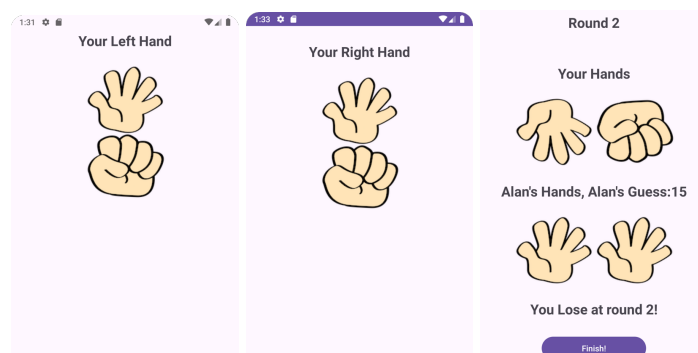 1:31
Your Left Hand
1:33
Your Right Hand
Round 2
Your Hands
Alan's Hands, Alan's Guess:15
You Lose at round 2!
Finish!